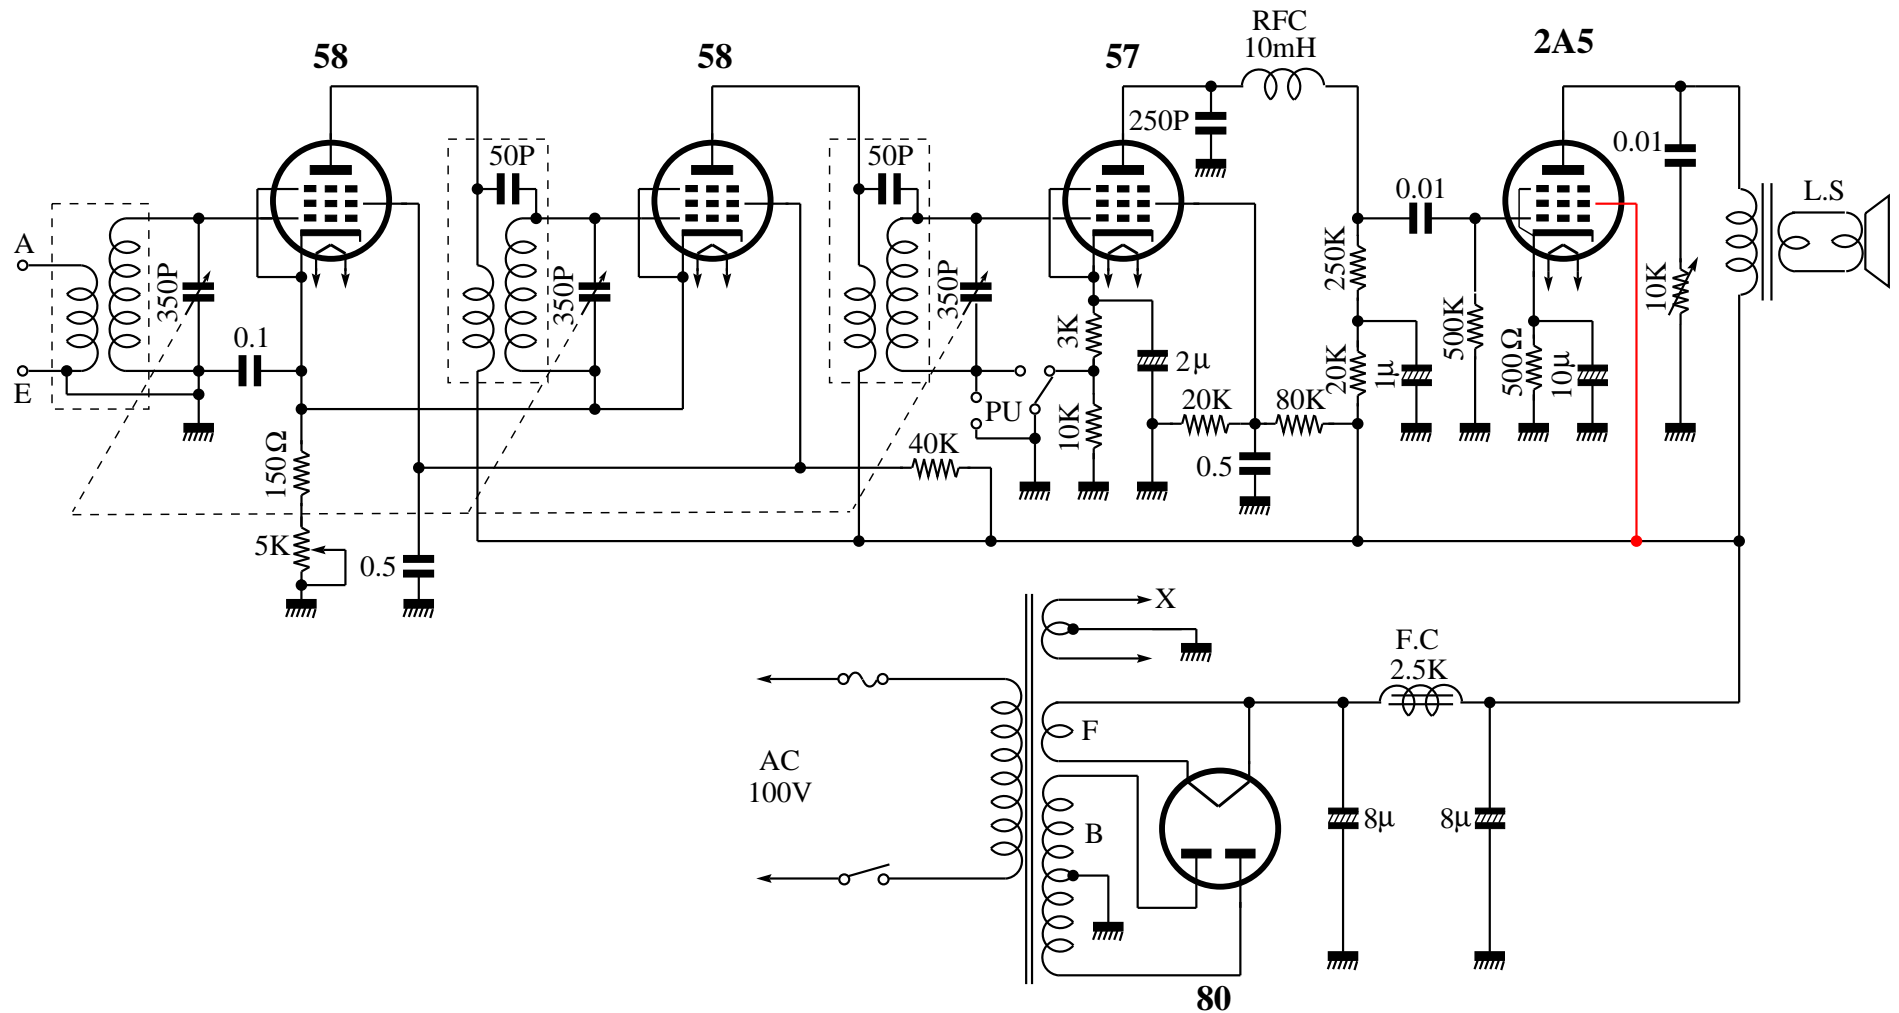 58
58
57
RFC
10mH
2A5
50P
50P
250P
0.01
0.01
L.S
A
350P
350P
350P
250K
10K
0.1
3K
2μ
20K
1μ
500K
500Ω
10μ
E
PU
10K
20K
80K
150Ω
40K
0.5
5K
0.5
X
F.C
2.5K
F
AC
100V
B
8μ
8μ
80